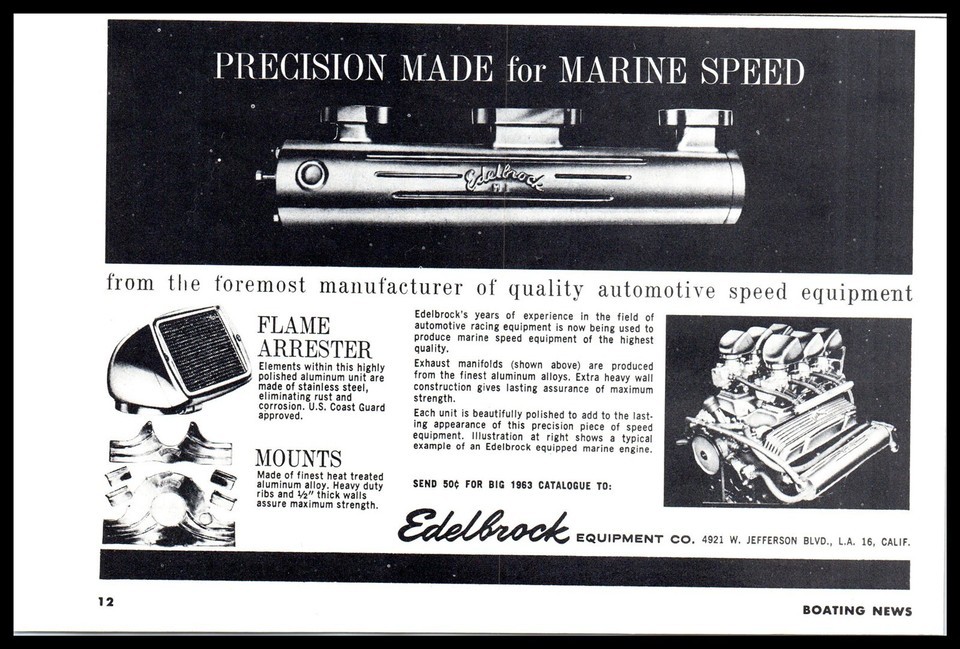 PRECISION MADE for MARINE SPEED
Edelbrock
from the foremost manufacturer of quality automotive speed equipment
FLAME
ARRESTER
Elements within this highly
polished aluminum unit are
made of stainless steel,
eliminating rust and
corrosion. U.S. Coast Guard
approved.
MOUNTS
Made of finest heat treated
aluminum alloy. Heavy duty
ribs and ½" thick walls
assure maximum strength.
Edelbrock's years of experience in the field of
automotive racing equipment is now being used to
produce marine speed equipment of the highest
quality.
Exhaust manifolds (shown above) are produced
from the finest aluminum alloys. Extra heavy wall
construction gives lasting assurance of maximum
strength.
Each unit is beautifully polished to add to the last-
ing appearance of this precision piece of speed
equipment. Illustration at right shows a typical
example of an Edelbrock equipped marine engine.
SEND 50¢ FOR BIG 1963 CATALOGUE TO:
Edelbrock EQUIPMENT CO. 4921 W. JEFFERSON BLVD., L.A. 16, CALIF.
12
BOATING NEWS